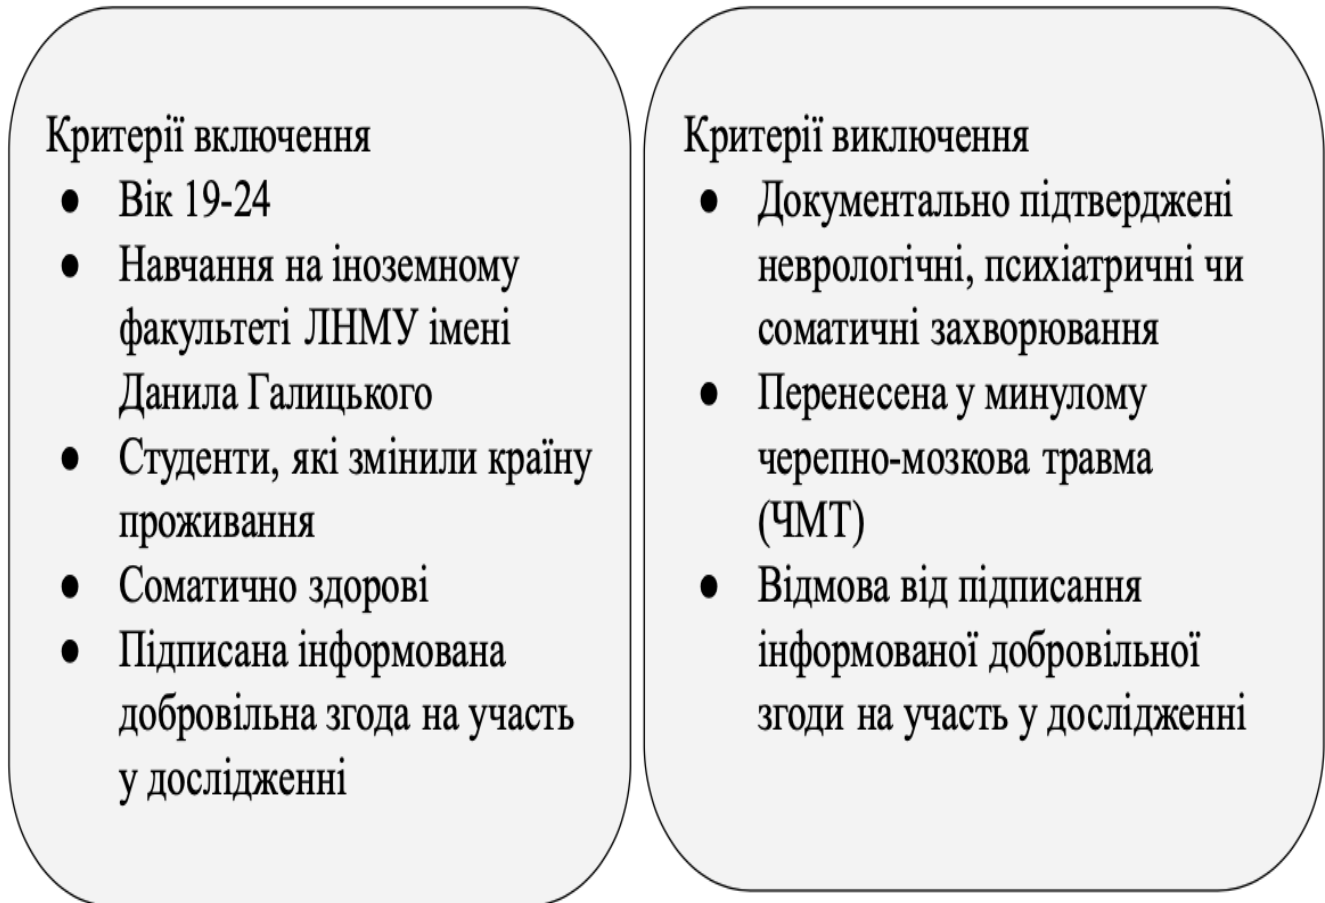 Критерії включення
● Вік 19-24
● Навчання на іноземному
факультеті ЛНМУ імені
Данила Галицького
● Студенти, які змінили країну
проживання
● Соматично здорові
● Підписана інформована
добровільна згода на участь
у дослідженні
Критерії виключення
● Документально підтверджені
неврологічні, психіатричні чи
соматичні захворювання
● Перенесена у минулому
черепно-мозкова травма
(ЧМТ)
● Відмова від підписання
інформованої добровільної
згоди на участь у дослідженні